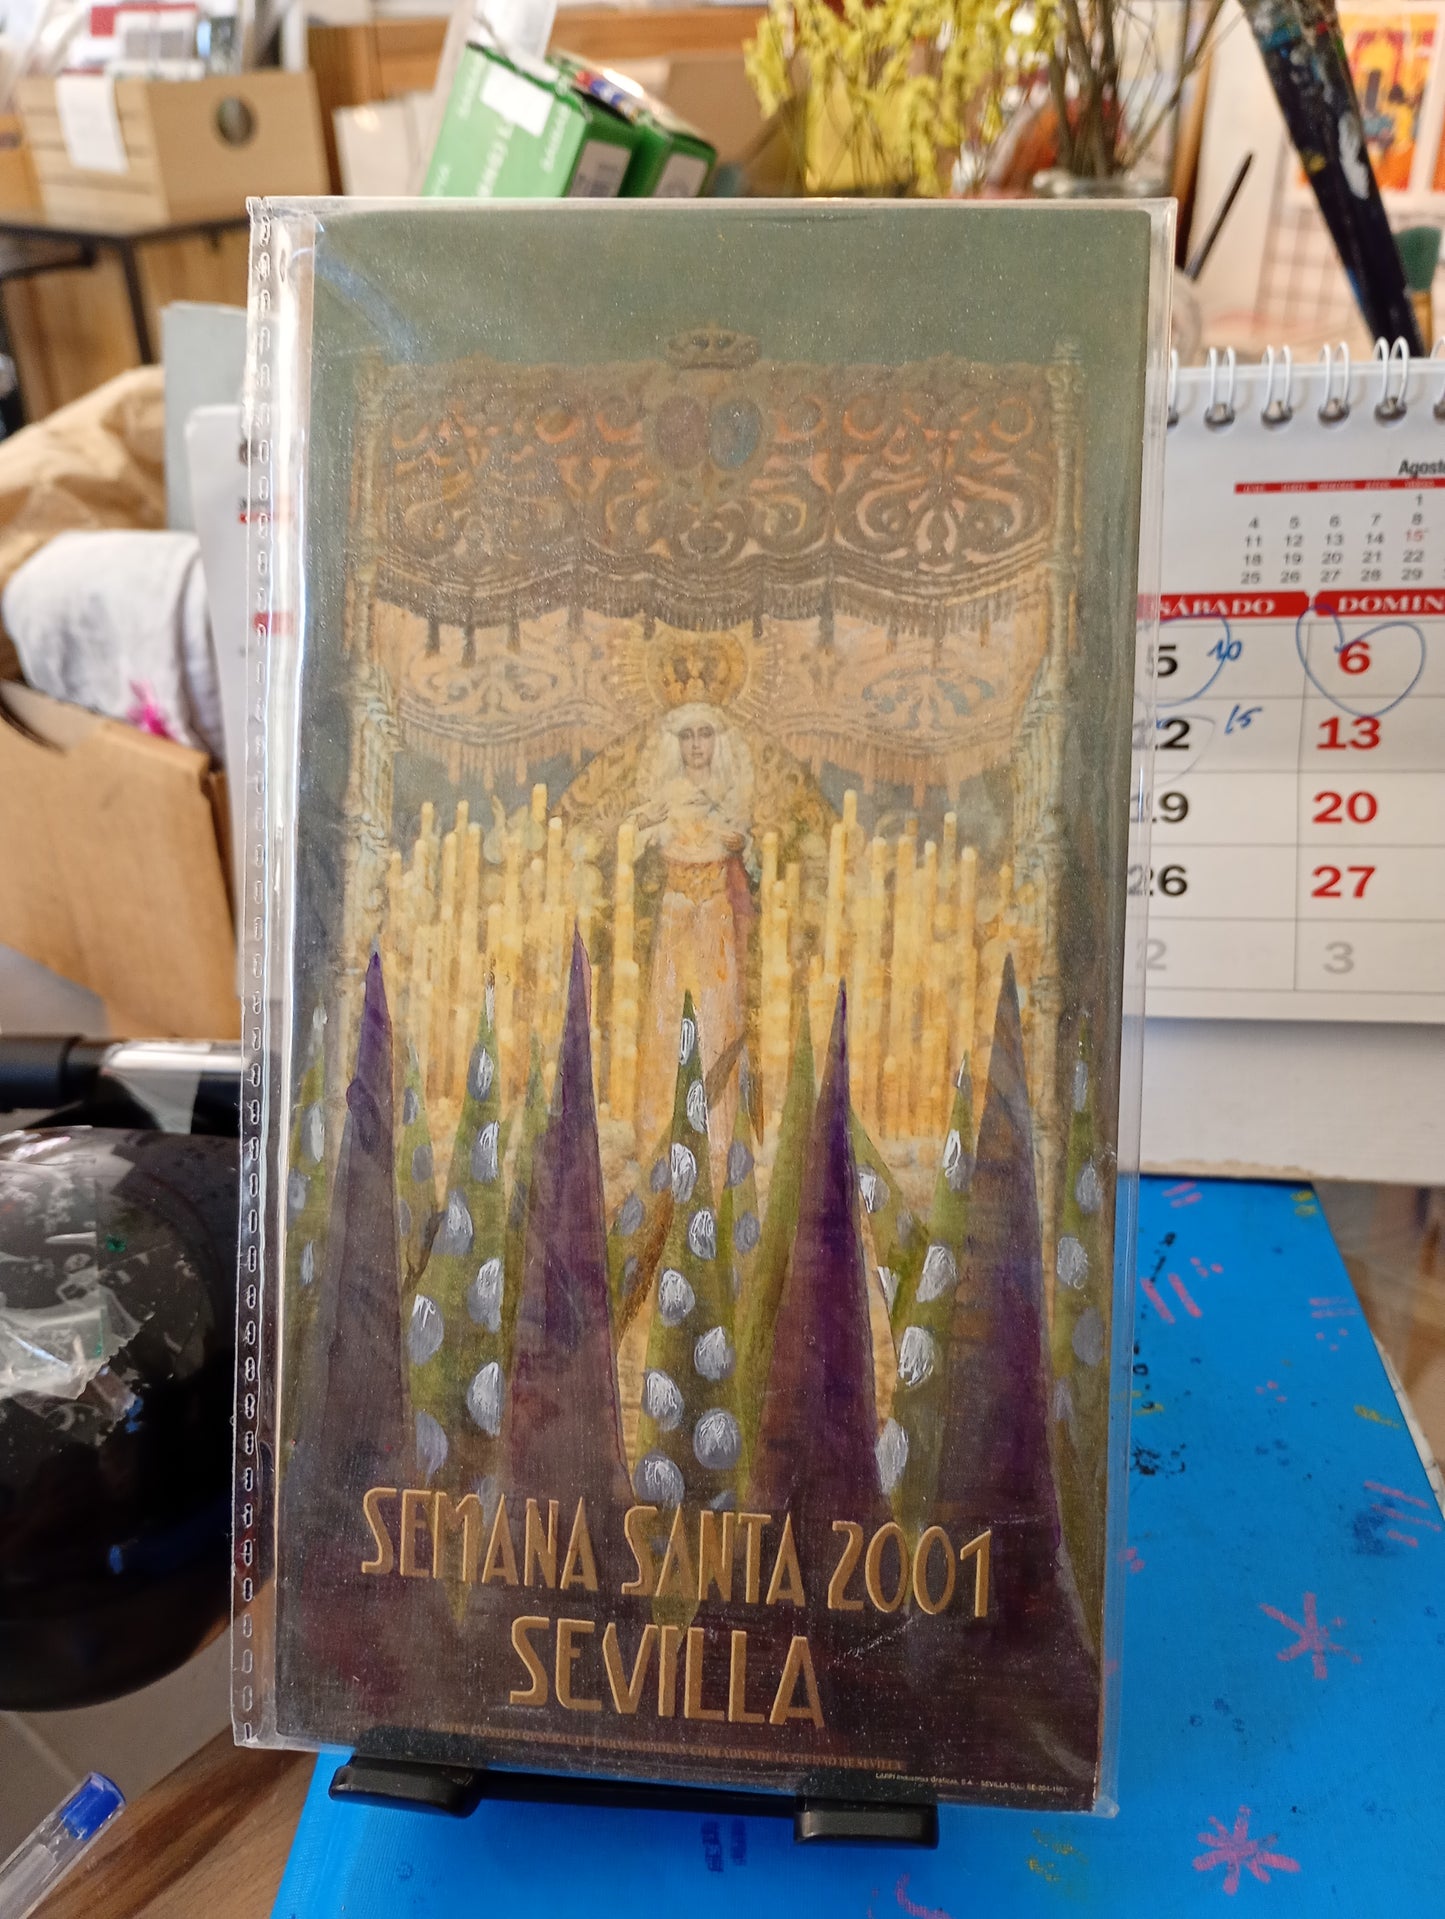 SEMANA SANTA 2001
SEVILLA
Agosto
1
4 5 6 7 8
11 12 13 14 15
18 19 20 21 22
25 26 27 28 29
SÁBADO DOMIN
5 10 6
12 15 13
19 20
26 27
2 3